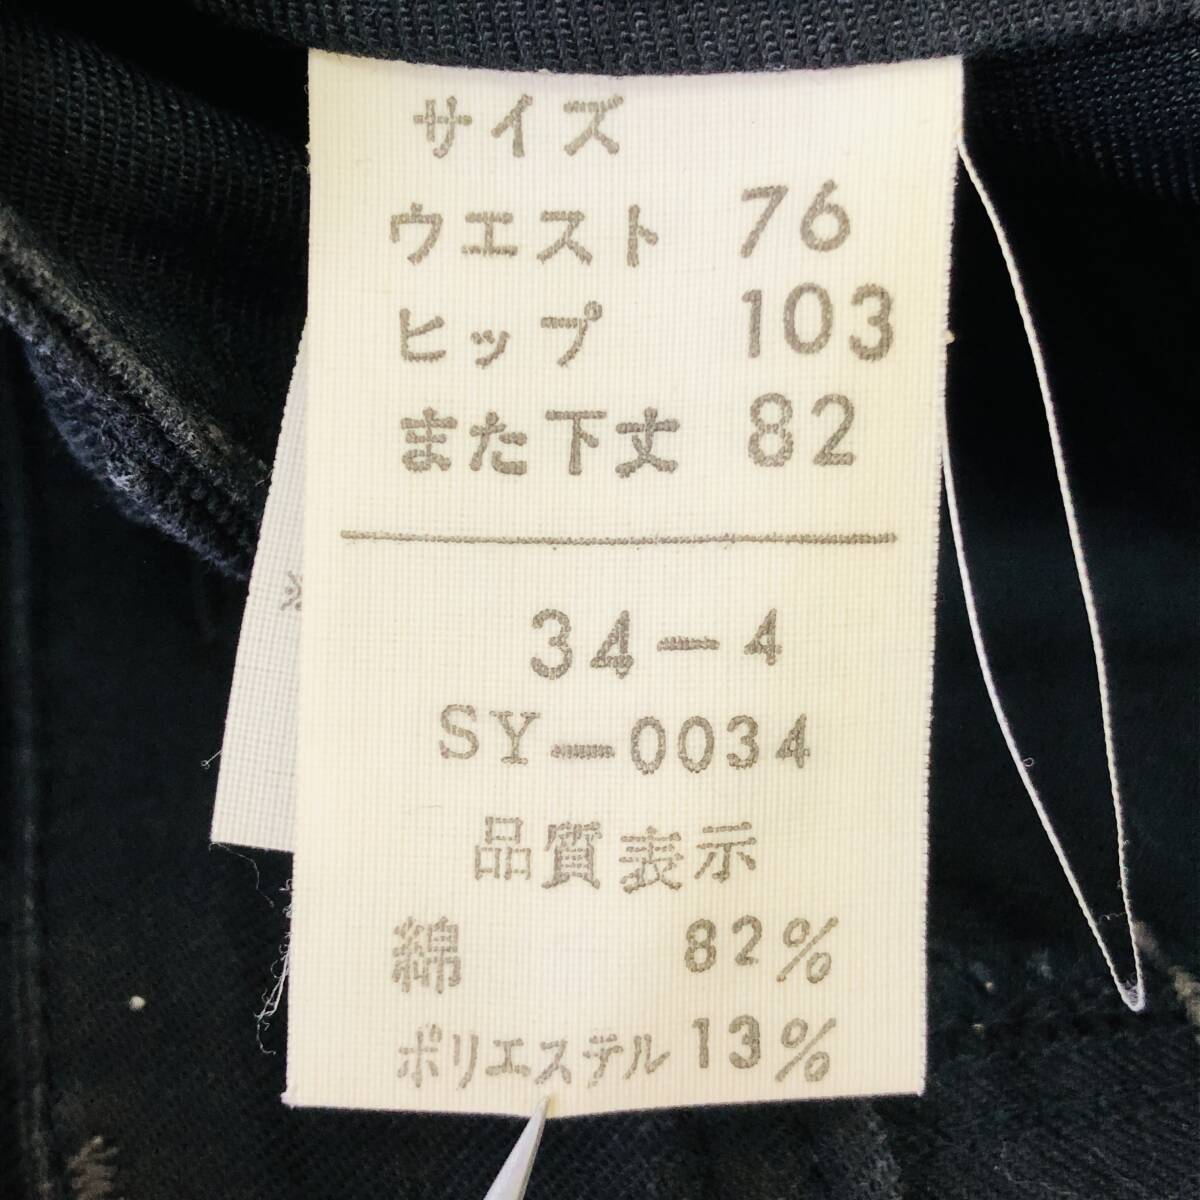 サイズ
ウエスト 76
ヒップ 103
また下丈 82
34-4
SY-0034
品質表示
綿 82%
ポリエステル 13%
※